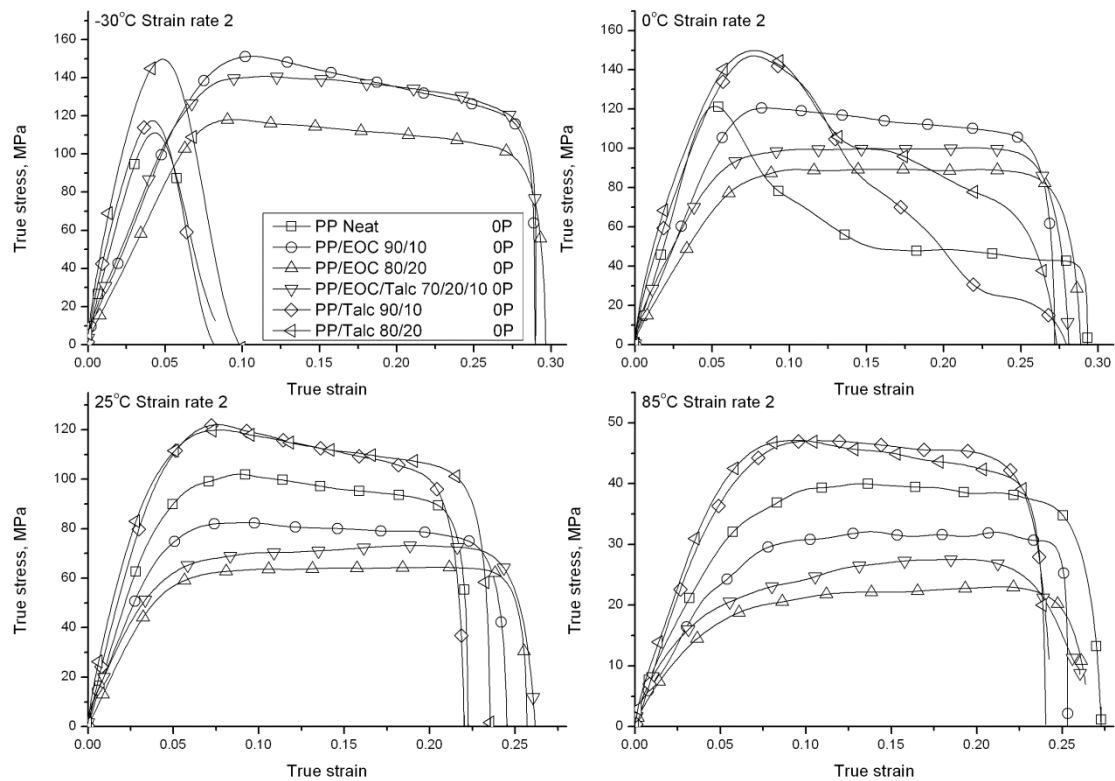 -30°C Strain rate 2
True stress, MPa
160
140
120
100
80
60
40
20
0
0.00 0.05 0.10 0.15 0.20 0.25 0.30
True strain
PP Neat 0P
PP/EOC 90/10 0P
PP/EOC 80/20 0P
PP/EOC/Talc 70/20/10 0P
PP/Talc 90/10 0P
PP/Talc 80/20 0P
0°C Strain rate 2
True stress, MPa
160
140
120
100
80
60
40
20
0
0.00 0.05 0.10 0.15 0.20 0.25 0.30
True strain
25°C Strain rate 2
True stress, MPa
120
100
80
60
40
20
0
0.00 0.05 0.10 0.15 0.20 0.25
True strain
85°C Strain rate 2
True stress, MPa
50
40
30
20
10
0
0.00 0.05 0.10 0.15 0.20 0.25
True strain